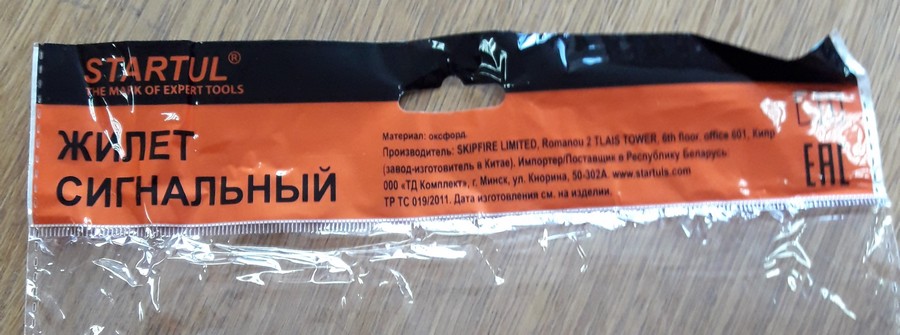 STARTUL®
THE MARK OF EXPERT TOOLS
ЖИЛЕТ
СИГНАЛЬНЫЙ
Материал: оксфорд.
Производитель: SKIPFIRE LIMITED, Romanou 2 TLAIS TOWER, 6th floor, office 601, Кипр
(завод-изготовитель в Китае). Импортер/Поставщик в Республику Беларусь:
ООО «ТД Комплект», г. Минск, ул. Кнорина, 50-302А. www.startuls.com
ТР ТС 019/2011. Дата изготовления см. на изделии.
EAC